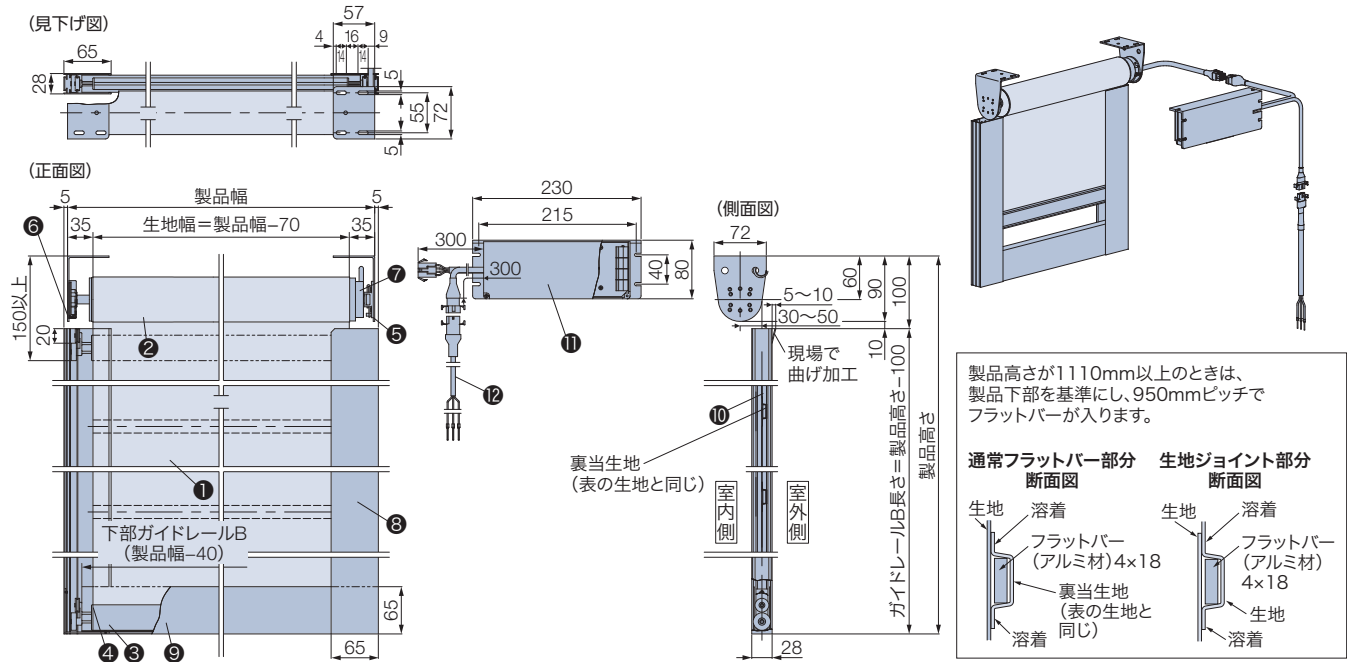 (見下げ図)
57
4 16 9
14 14
65
28
5
55
72
5
(正面図)
5 製品幅 5
35 生地幅=製品幅−70 35
❻
❼
150以上
20
❷
❺
❶
❽
下部ガイドレールB
(製品幅−40)
65
❹ ❸ ❾
65
230
215
300
300
40
80
⓫
⓬
(側面図)
72
60
90
100
5〜10
30〜50
10
現場で
曲げ加工
❿
裏当生地
(表の生地と同じ)
室内側
室外側
ガイドレールB長さ=製品高さ−100
製品高さ
28
製品高さが1110mm以上のときは、
製品下部を基準にし、950mmピッチで
フラットバーが入ります。
通常フラットバー部分
断面図
生地 溶着
フラットバー
(アルミ材)4×18
裏当生地
(表の生地と
同じ)
溶着
生地ジョイント部分
断面図
生地 溶着
フラットバー
(アルミ材)
4×18
生地
溶着